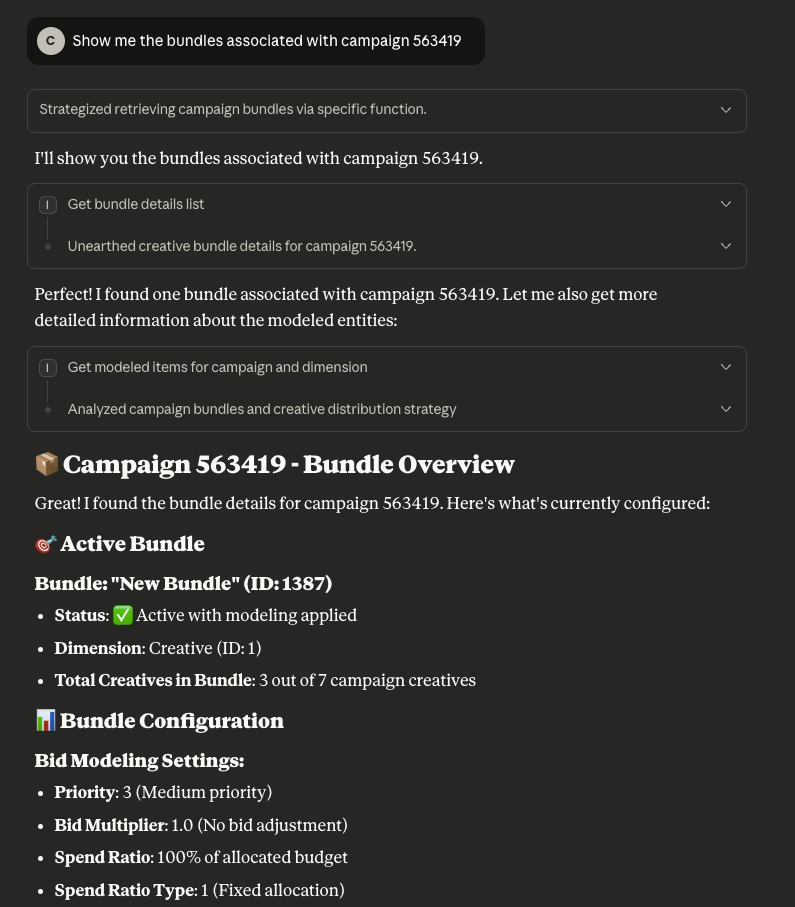 C Show me the bundles associated with campaign 563419
Strategized retrieving campaign bundles via specific function.
I'll show you the bundles associated with campaign 563419.
I Get bundle details list
Unearthed creative bundle details for campaign 563419.
Perfect! I found one bundle associated with campaign 563419. Let me also get more
detailed information about the modeled entities:
I Get modeled items for campaign and dimension
Analyzed campaign bundles and creative distribution strategy
📦 Campaign 563419 - Bundle Overview
Great! I found the bundle details for campaign 563419. Here's what's currently configured:
🎯 Active Bundle
Bundle: "New Bundle" (ID: 1387)
• Status: ✅ Active with modeling applied
• Dimension: Creative (ID: 1)
• Total Creatives in Bundle: 3 out of 7 campaign creatives
📊 Bundle Configuration
Bid Modeling Settings:
• Priority: 3 (Medium priority)
• Bid Multiplier: 1.0 (No bid adjustment)
• Spend Ratio: 100% of allocated budget
• Spend Ratio Type: 1 (Fixed allocation)